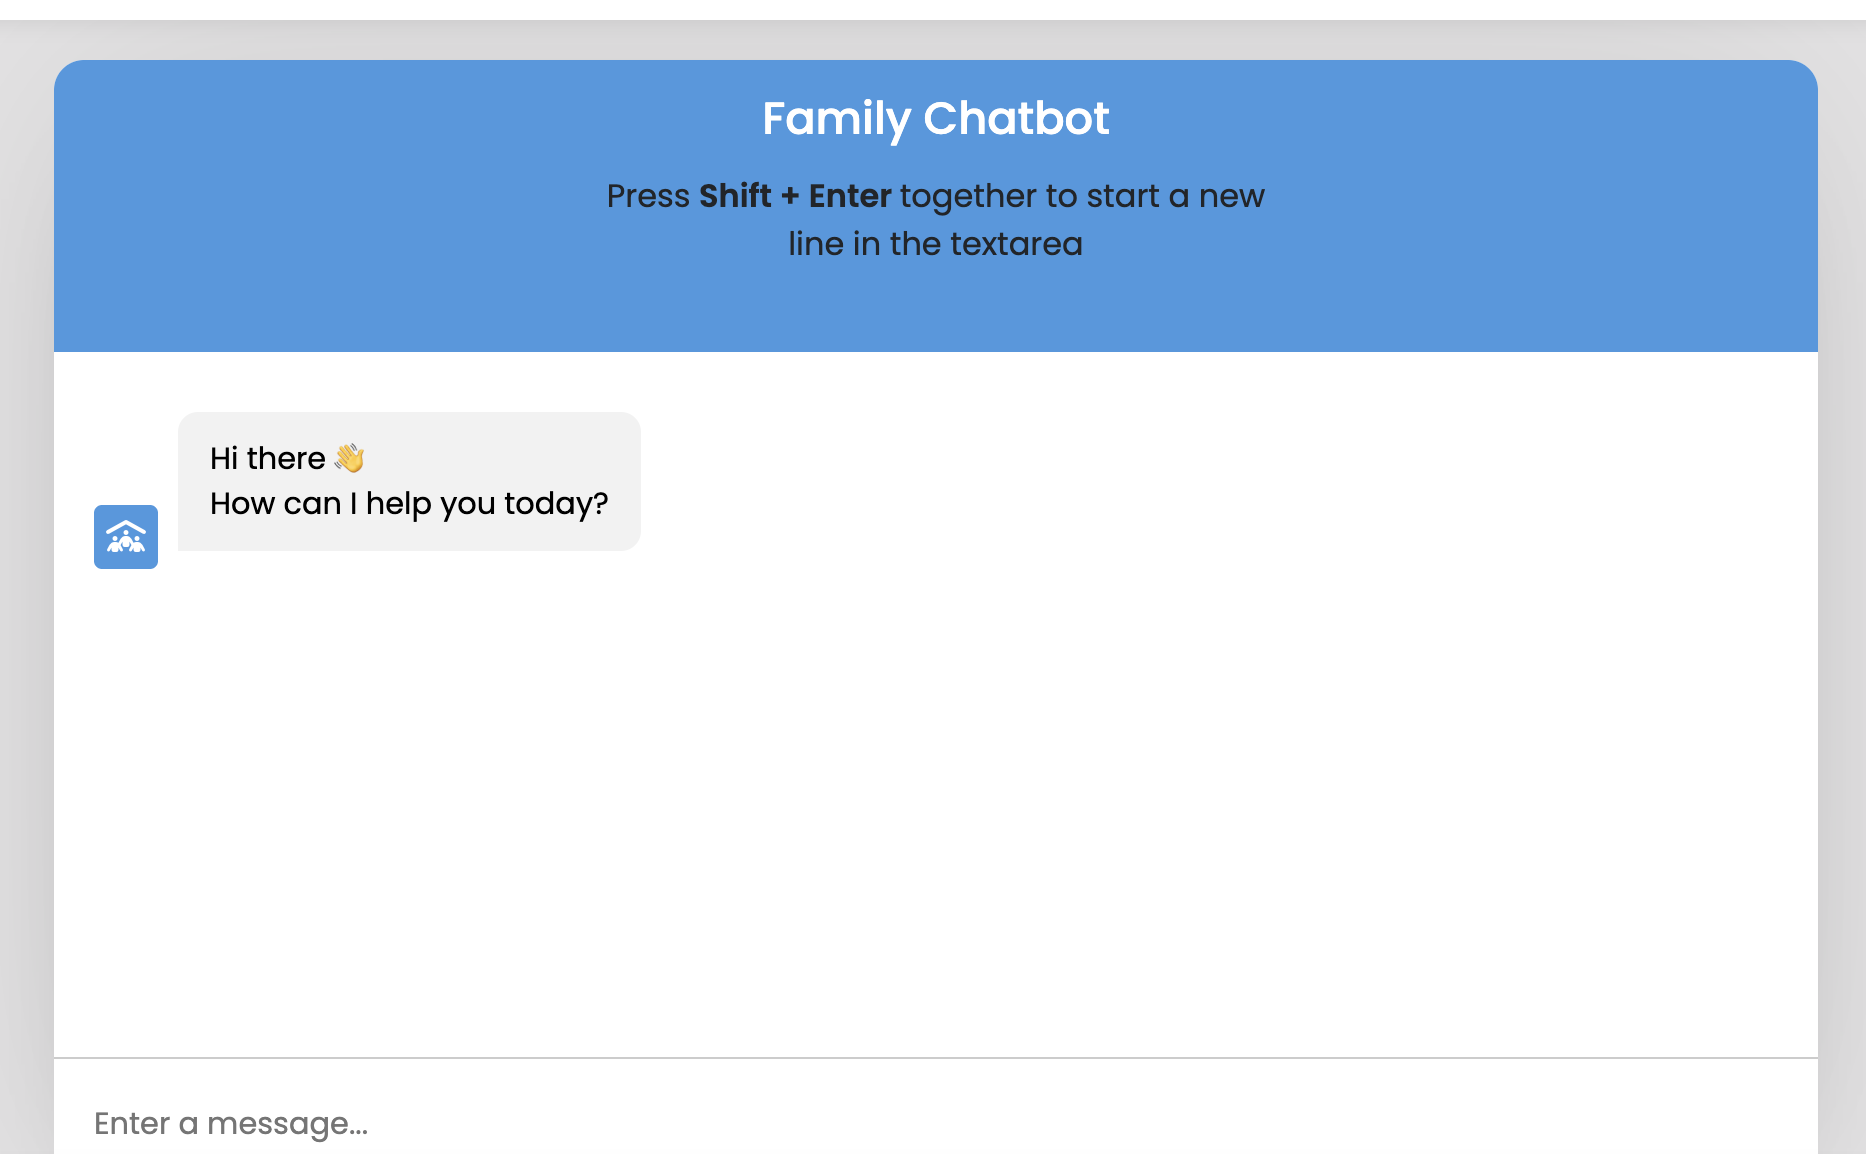 Family Chatbot
Press Shift + Enter together to start a new
line in the textarea
Hi there 👋
How can I help you today?
Enter a message...